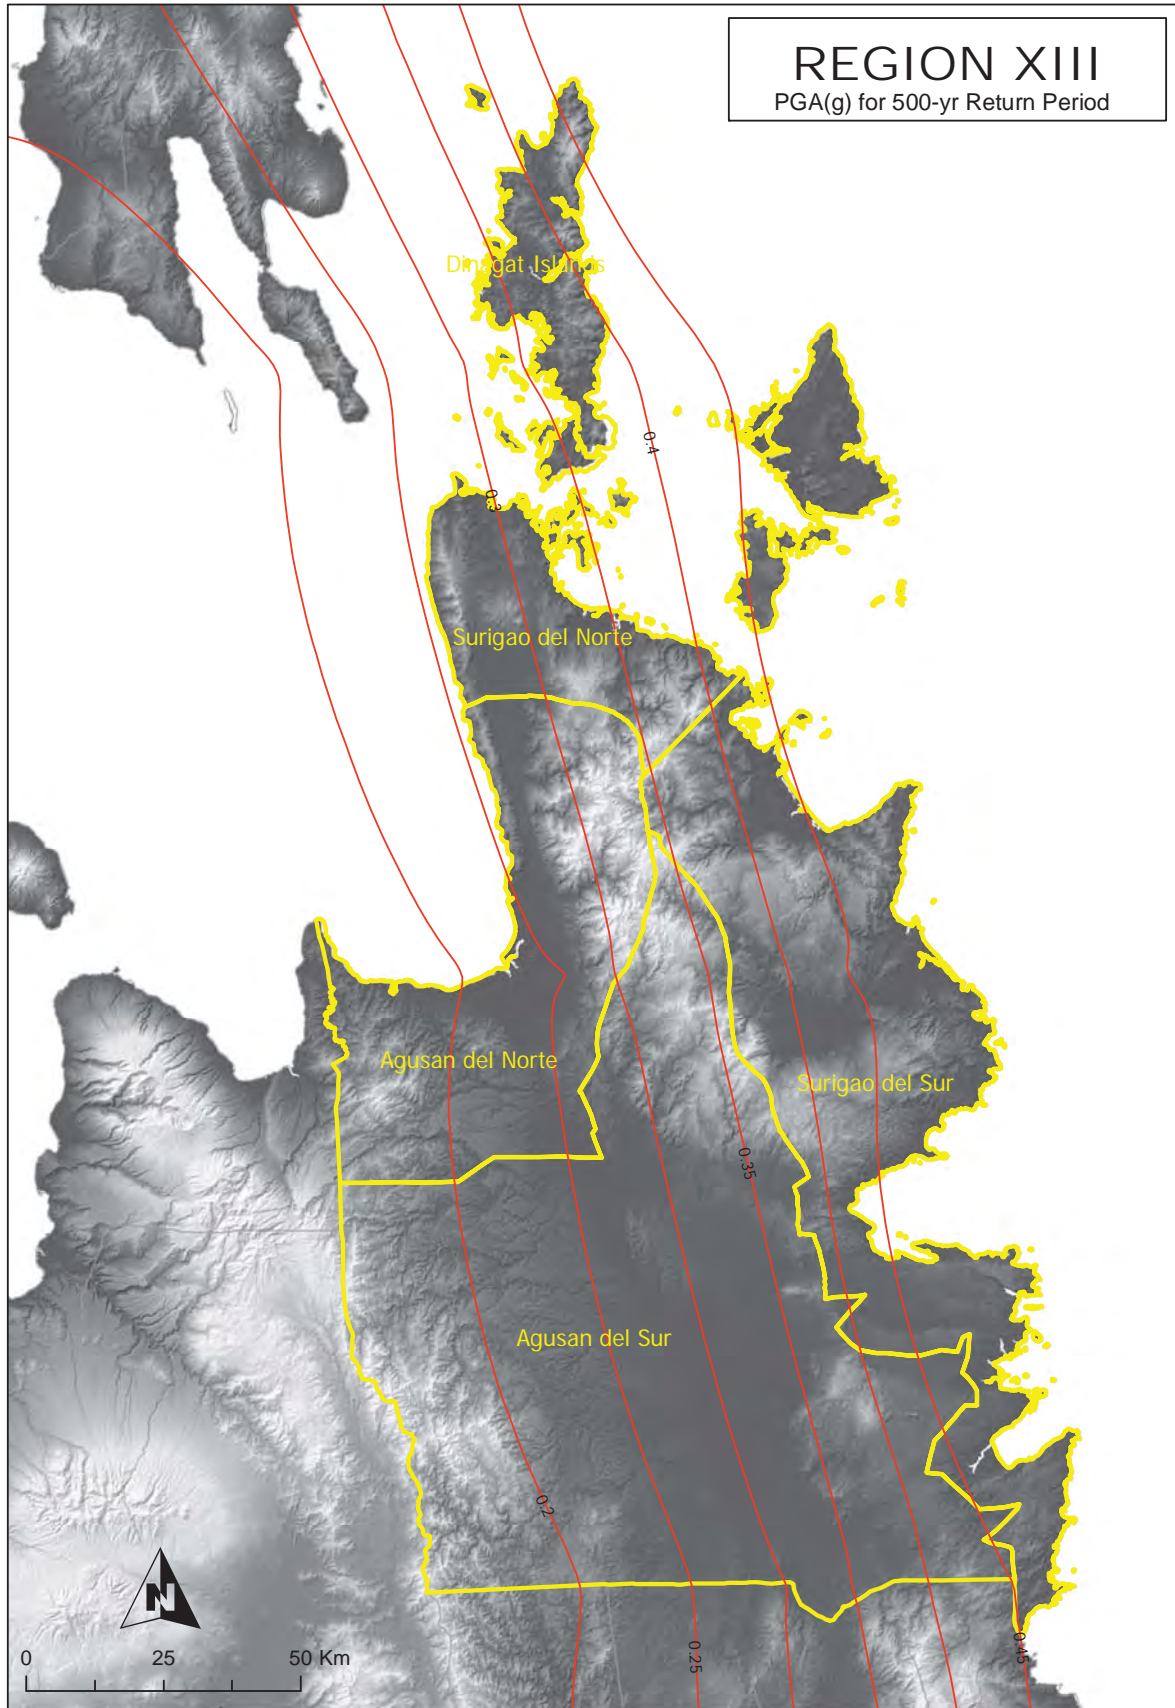 REGION XIII
PGA(g) for 500-yr Return Period
Dinagat Islands
0.4
0.3
Surigao del Norte
Agusan del Norte
Surigao del Sur
0.35
Agusan del Sur
0.2
N
0.45
0.25
0 25 50 Km